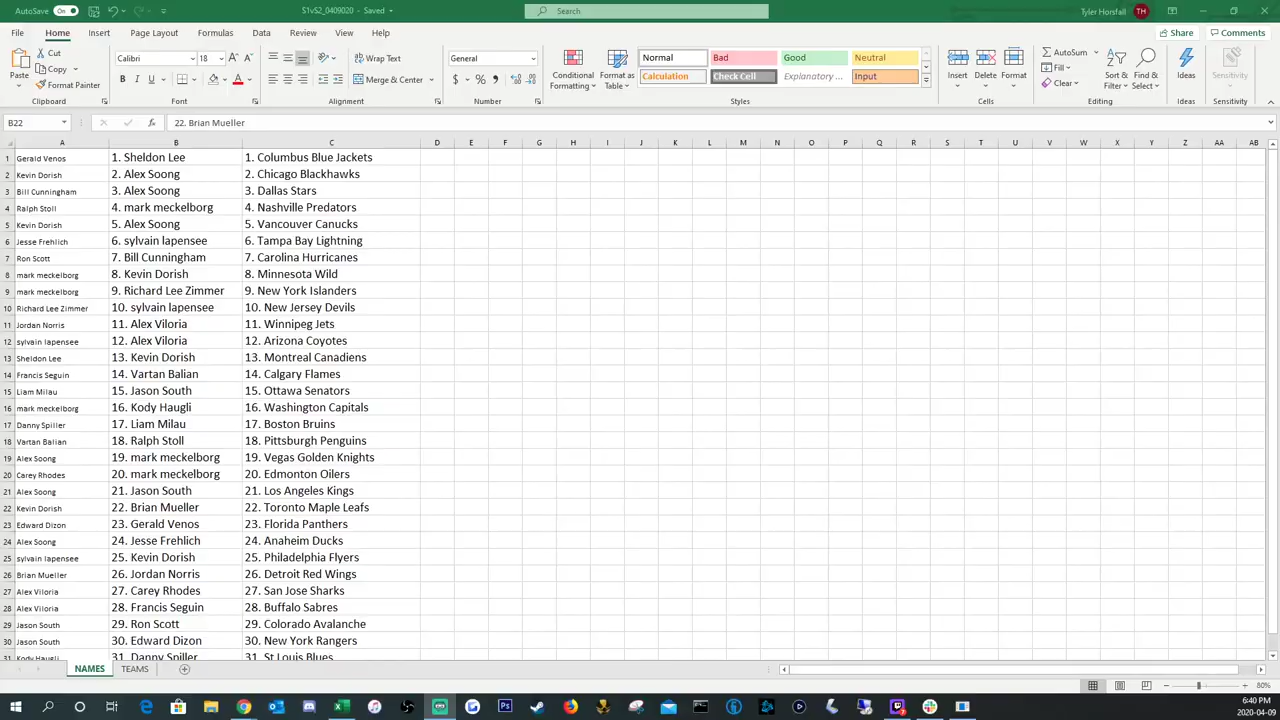 AutoSave On S1vS2_0409020 - Saved Search Tyler Horsfall TH
File Home Insert Page Layout Formulas Data Review View Help Share Comments
Paste Cut Copy Format Painter Clipboard
Calibri 18 B I U A Font
Wrap Text Merge & Center Alignment
General $ % Number
Conditional Formatting Format as Table
Normal Bad Good Neutral
Calculation Check Cell Explanatory ... Input
Styles
Insert Delete Format Cells
AutoSum Fill Clear Sort & Filter Find & Select Editing
Ideas Ideas
Sensitivity Sensitivity
B22 fx 22. Brian Mueller
A B C D E F G H I J K L M N O P Q R S T U V W X Y Z AA AB
1 Gerald Venos 1. Sheldon Lee 1. Columbus Blue Jackets
2 Kevin Dorish 2. Alex Soong 2. Chicago Blackhawks
3 Bill Cunningham 3. Alex Soong 3. Dallas Stars
4 Ralph Stoll 4. mark meckelborg 4. Nashville Predators
5 Kevin Dorish 5. Alex Soong 5. Vancouver Canucks
6 Jesse Frehlich 6. sylvain lapensee 6. Tampa Bay Lightning
7 Ron Scott 7. Bill Cunningham 7. Carolina Hurricanes
8 mark meckelborg 8. Kevin Dorish 8. Minnesota Wild
9 mark meckelborg 9. Richard Lee Zimmer 9. New York Islanders
10 Richard Lee Zimmer 10. sylvain lapensee 10. New Jersey Devils
11 Jordan Norris 11. Alex Viloria 11. Winnipeg Jets
12 sylvain lapensee 12. Alex Viloria 12. Arizona Coyotes
13 Sheldon Lee 13. Kevin Dorish 13. Montreal Canadiens
14 Francis Seguin 14. Vartan Balian 14. Calgary Flames
15 Liam Milau 15. Jason South 15. Ottawa Senators
16 mark meckelborg 16. Kody Haugli 16. Washington Capitals
17 Danny Spiller 17. Liam Milau 17. Boston Bruins
18 Vartan Balian 18. Ralph Stoll 18. Pittsburgh Penguins
19 Alex Soong 19. mark meckelborg 19. Vegas Golden Knights
20 Carey Rhodes 20. mark meckelborg 20. Edmonton Oilers
21 Alex Soong 21. Jason South 21. Los Angeles Kings
22 Kevin Dorish 22. Brian Mueller 22. Toronto Maple Leafs
23 Edward Dizon 23. Gerald Venos 23. Florida Panthers
24 Alex Soong 24. Jesse Frehlich 24. Anaheim Ducks
25 sylvain lapensee 25. Kevin Dorish 25. Philadelphia Flyers
26 Brian Mueller 26. Jordan Norris 26. Detroit Red Wings
27 Alex Viloria 27. Carey Rhodes 27. San Jose Sharks
28 Alex Viloria 28. Francis Seguin 28. Buffalo Sabres
29 Jason South 29. Ron Scott 29. Colorado Avalanche
30 Jason South 30. Edward Dizon 30. New York Rangers
31 Kody Haugli 31. Danny Spiller 31. St Louis Blues
NAMES TEAMS
80%
6:40 PM
2020-04-09